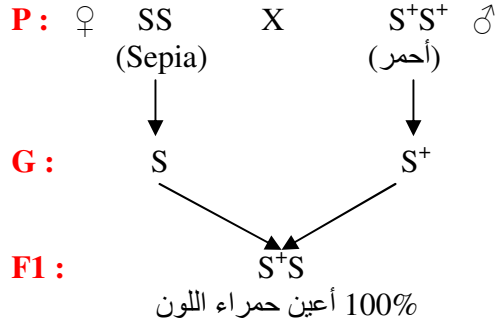 P : ♀ SS X S⁺S⁺ ♂
(Sepia) (أحمر)
G : S S⁺
F1 : S⁺S
100% أعين حمراء اللون